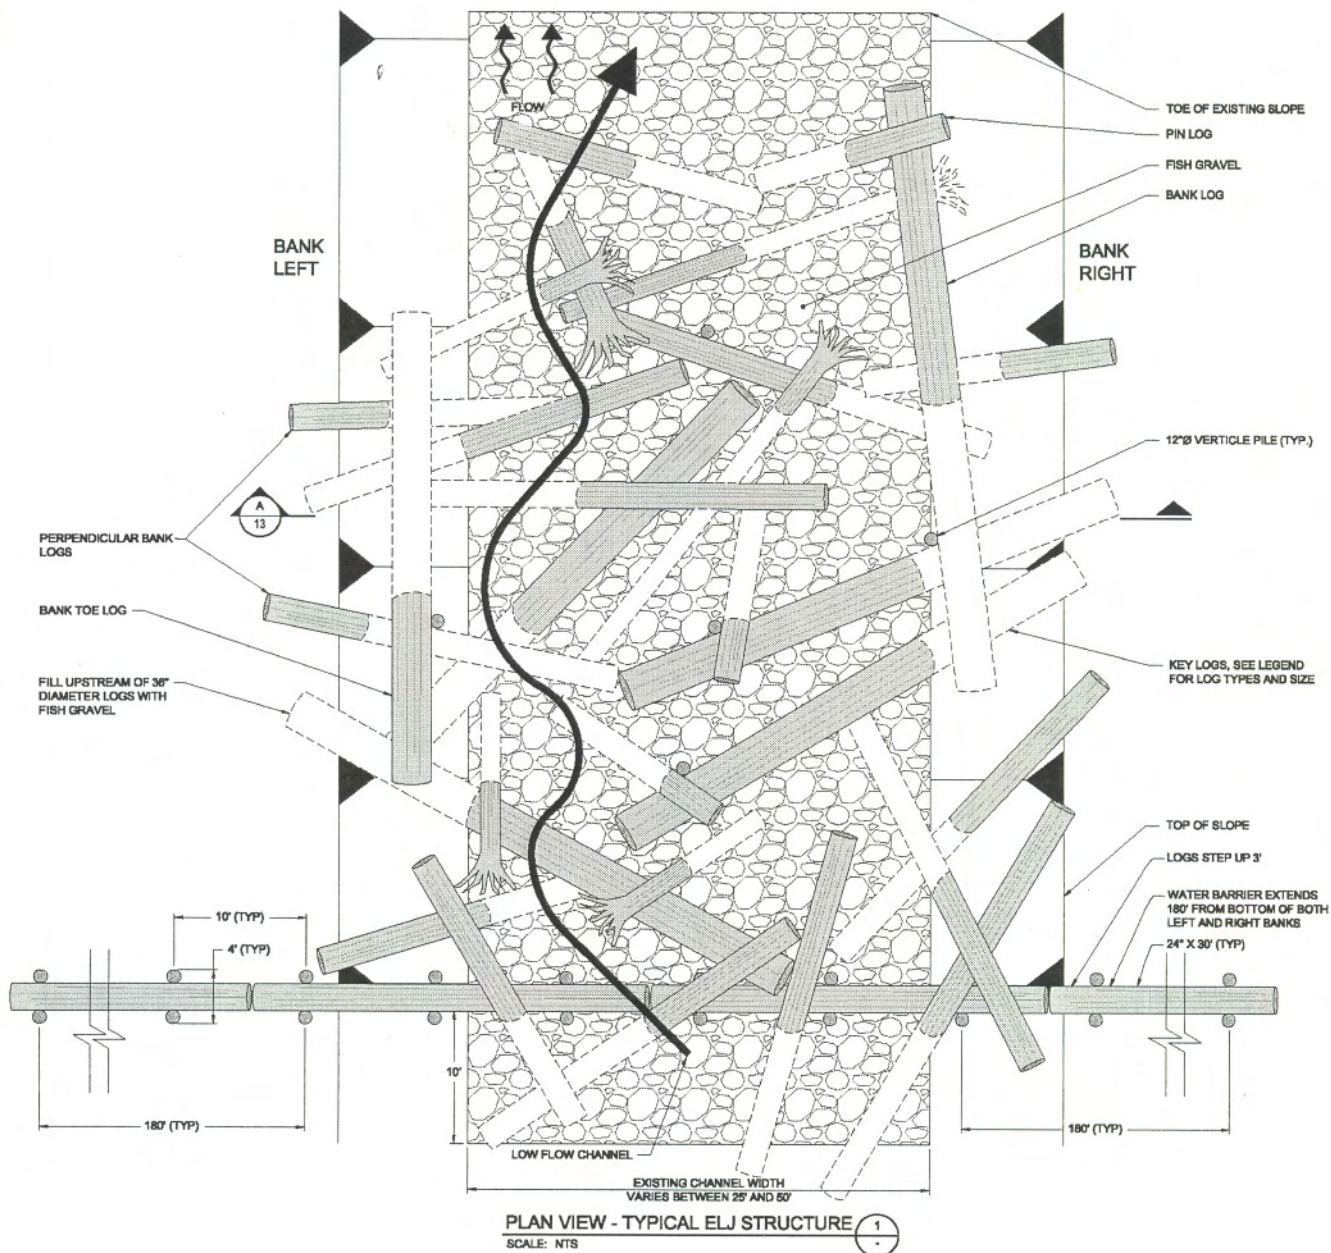 FLOW
TOE OF EXISTING SLOPE
PIN LOG
FISH GRAVEL
BANK LOG
BANK
LEFT
BANK
RIGHT
12"Ø VERTICLE PILE (TYP.)
A
13
PERPENDICULAR BANK
LOGS
BANK TOE LOG
FILL UPSTREAM OF 36"
DIAMETER LOGS WITH
FISH GRAVEL
KEY LOGS, SEE LEGEND
FOR LOG TYPES AND SIZE
TOP OF SLOPE
LOGS STEP UP 3'
WATER BARRIER EXTENDS
180' FROM BOTTOM OF BOTH
LEFT AND RIGHT BANKS
24" X 30' (TYP)
10' (TYP)
4' (TYP)
10'
180' (TYP)
180' (TYP)
LOW FLOW CHANNEL
EXISTING CHANNEL WIDTH
VARIES BETWEEN 25' AND 50'
PLAN VIEW - TYPICAL ELJ STRUCTURE
SCALE: NTS
1
-